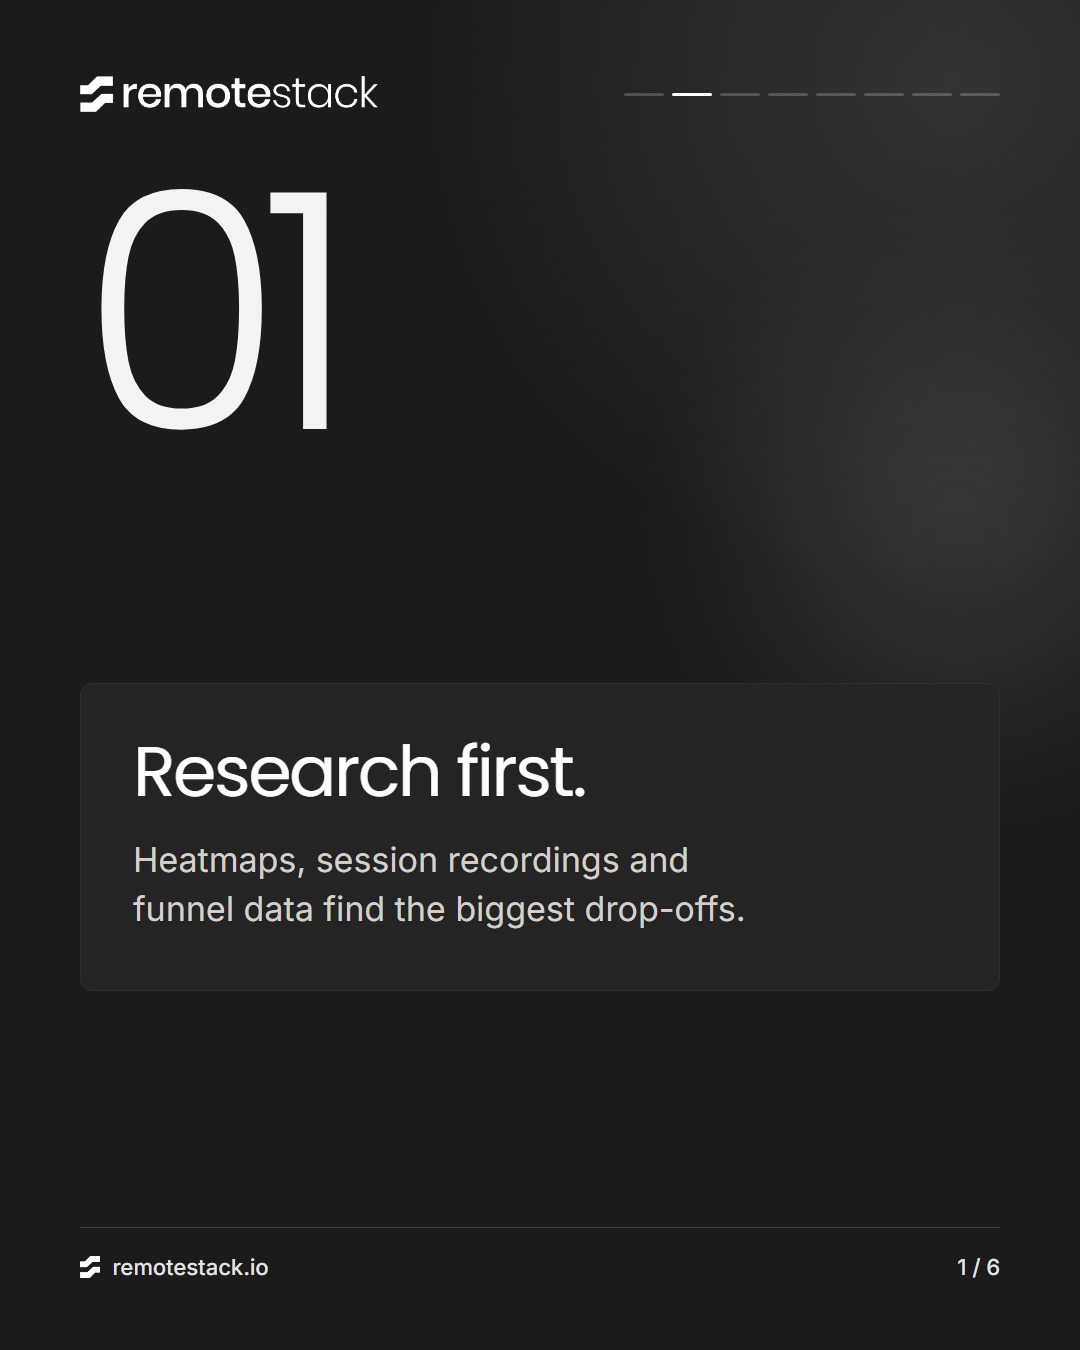 remotestack
01
Research first.
Heatmaps, session recordings and
funnel data find the biggest drop-offs.
remotestack.io
1 / 6